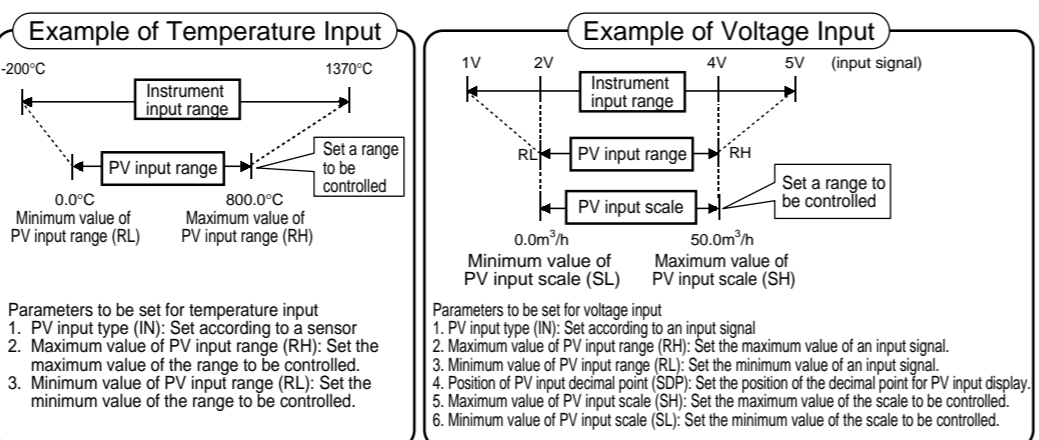 Example of Temperature Input
-200°C
1370°C
Instrument
input range
PV input range
Set a range
to be
controlled
0.0°C
800.0°C
Minimum value of
PV input range (RL)
Maximum value of
PV input range (RH)
Parameters to be set for temperature input
1. PV input type (IN): Set according to a sensor
2. Maximum value of PV input range (RH): Set the
maximum value of the range to be controlled.
3. Minimum value of PV input range (RL): Set the
minimum value of the range to be controlled.
Example of Voltage Input
1V 2V 4V 5V (input signal)
Instrument
input range
RL PV input range RH
PV input scale
Set a range to
be controlled
0.0m³/h
50.0m³/h
Minimum value of
PV input scale (SL)
Maximum value of
PV input scale (SH)
Parameters to be set for voltage input
1. PV input type (IN): Set according to an input signal
2. Maximum value of PV input range (RH): Set the maximum value of an input signal.
3. Minimum value of PV input range (RL): Set the minimum value of an input signal.
4. Position of PV input decimal point (SDP): Set the position of the decimal point for PV input display.
5. Maximum value of PV input scale (SH): Set the maximum value of the scale to be controlled.
6. Minimum value of PV input scale (SL): Set the minimum value of the scale to be controlled.